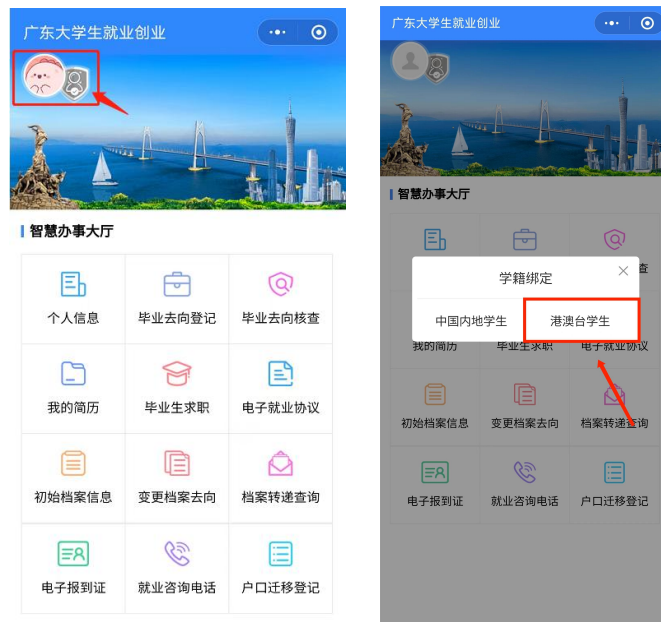 广东大学生就业创业
智慧办事大厅
个人信息
毕业去向登记
毕业去向核查
我的简历
毕业生求职
电子就业协议
初始档案信息
变更档案去向
档案转递查询
电子报到证
就业咨询电话
户口迁移登记
广东大学生就业创业
智慧办事大厅
查
学籍绑定
中国内地学生
港澳台学生
我的简历
毕业生求职
电子就业协议
初始档案信息
变更档案去向
档案转递查询
电子报到证
就业咨询电话
户口迁移登记